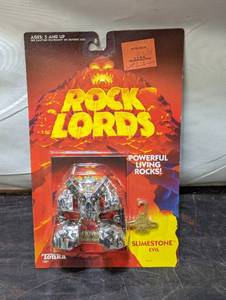 AGES: 5 AND UP
ROCK
LORDS
POWERFUL
LIVING
ROCKS!
SLIMESTONE
EVIL
Tonka